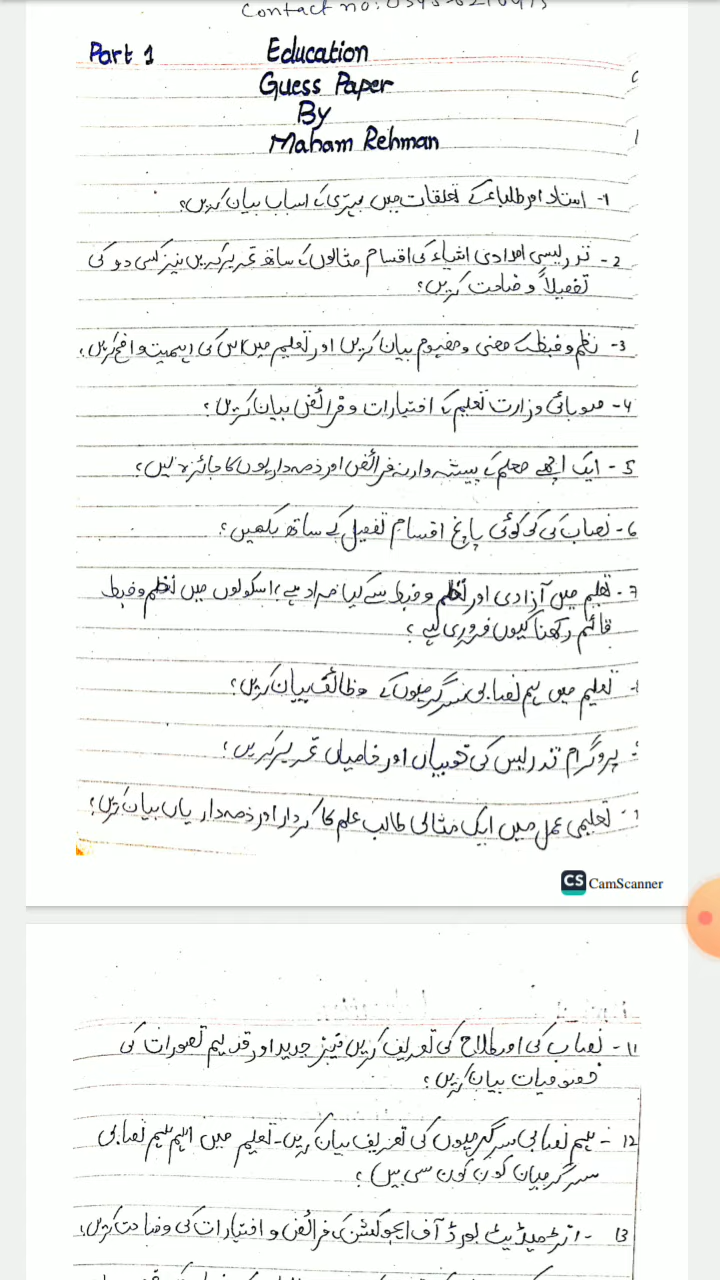 Contact no:
Part 1
Education
Guess Paper
By
Maham Rehman
1- استاد اور طلباء کے تعلقات میں بہتری کے اسباب بیان کریں؟
2- تدریسی امدادی اشیاء کی اقسام مثالوں کے ساتھ تحریر کریں نیز کسی دو کی
تفصیلاً وضاحت کریں؟
3- نظم و ضبط کے معنی و مفہوم بیان کریں اور تعلیم میں اس کی اہمیت واضح کریں؟
4- صوبائی وزارت تعلیم کے اختیارات و فرائض بیان کریں؟
5- ایک اچھے معلم کے پیشہ وارنہ فرائض اور ذمہ داریوں کا جائزہ لیں؟
6- نصاب کی کوئی پانچ اقسام تفصیل کے ساتھ لکھیں؟
7- تعلیم میں آزادی اور نظم و ضبط سے کیا مراد ہے؟ اسکولوں میں نظم و ضبط
قائم رکھنا کیوں ضروری ہے؟
تعلیم میں ہم نصابی سرگرمیوں کے وظائف بیان کریں؟
پروگرام تدریس کی خوبیاں اور خامیاں تحریر کریں؟
تعلیمی عمل میں ایک مثالی طالب علم کا کردار اور ذمہ داریاں بیان کریں؟
CS CamScanner
11- نصاب کی اصطلاح کی تعریف کریں نیز جدید اور قدیم تصورات کی
خصوصیات بیان کریں؟
12- ہم نصابی سرگرمیوں کی تعریف بیان کریں- تعلیم میں اہم ہم نصابی
سرگرمیاں کون کون سی ہیں؟
13- انٹرمیڈیٹ بورڈ آف ایجوکیشن کے فرائض و اختیارات کی وضاحت کریں؟